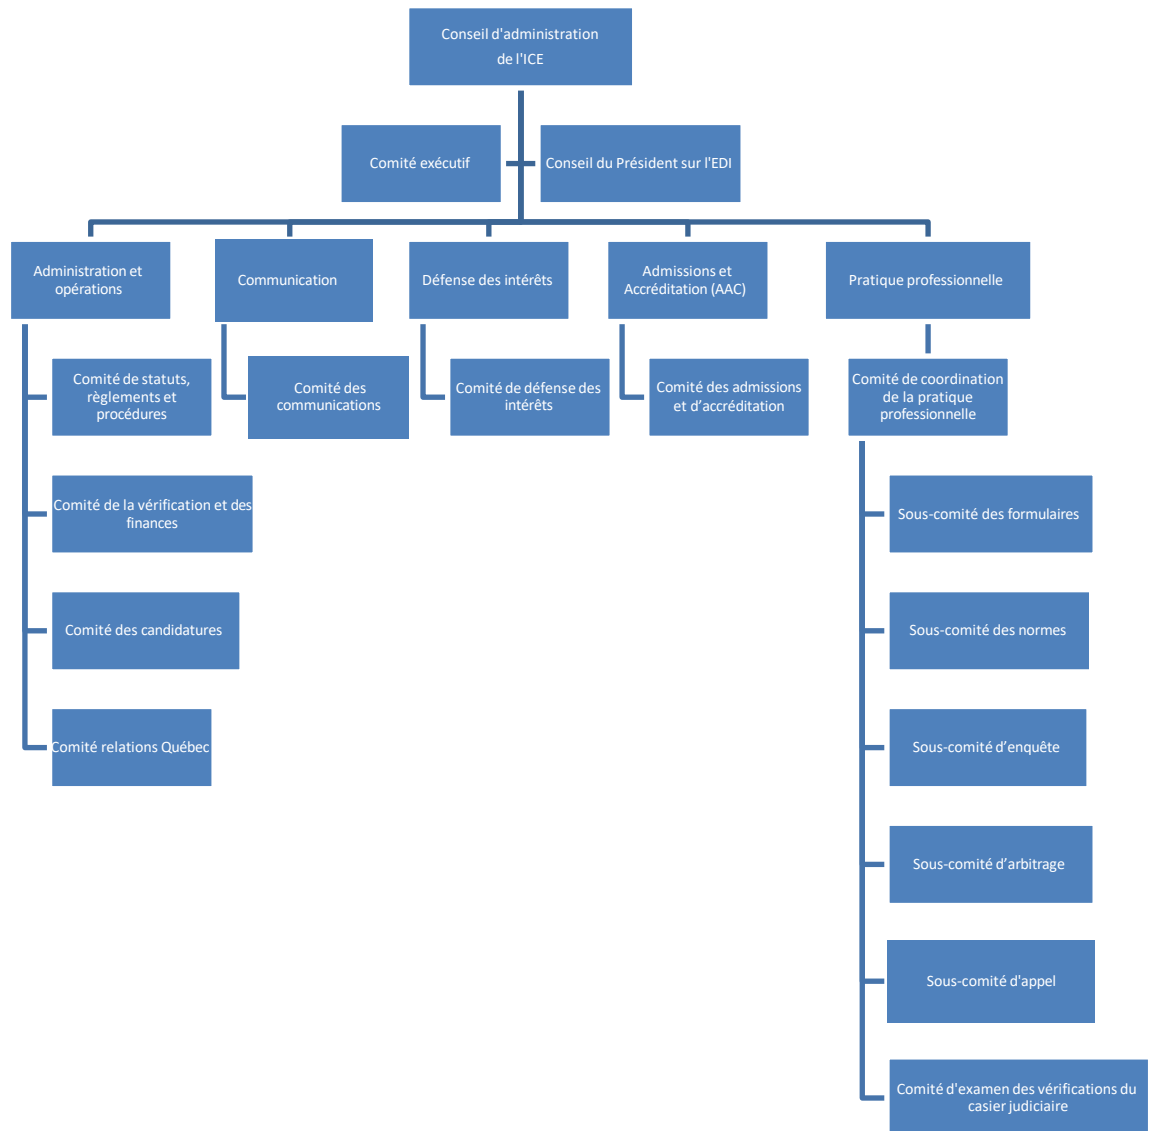 Conseil d'administration
de l'ICE
Comité exécutif
Conseil du Président sur l'EDI
Administration et
opérations
Communication
Défense des intérêts
Admissions et
Accréditation (AAC)
Pratique professionnelle
Comité de statuts,
règlements et
procédures
Comité des
communications
Comité de défense des
intérêts
Comité des admissions
et d’accréditation
Comité de coordination
de la pratique
professionnelle
Comité de la vérification et des
finances
Sous-comité des formulaires
Comité des candidatures
Sous-comité des normes
Comité relations Québec
Sous-comité d’enquête
Sous-comité d’arbitrage
Sous-comité d'appel
Comité d'examen des vérifications du
casier judiciaire